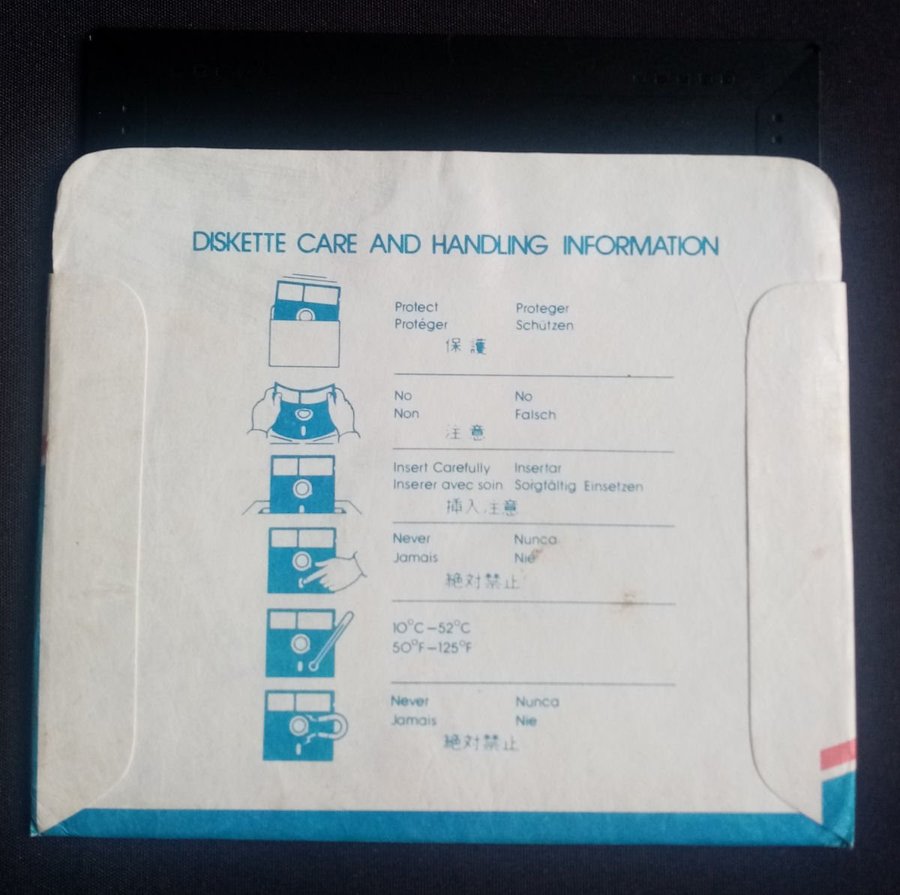 DISKETTE CARE AND HANDLING INFORMATION
Protect Proteger
Protéger Schützen
保護
No No
Non Falsch
注意
Insert Carefully Insertar
Inserer avec soin Sorgfältig Einsetzen
挿入注意
Never Nunca
Jamais Nie
絶対禁止
10°C–52°C
50°F–125°F
Never Nunca
Jamais Nie
絶対禁止